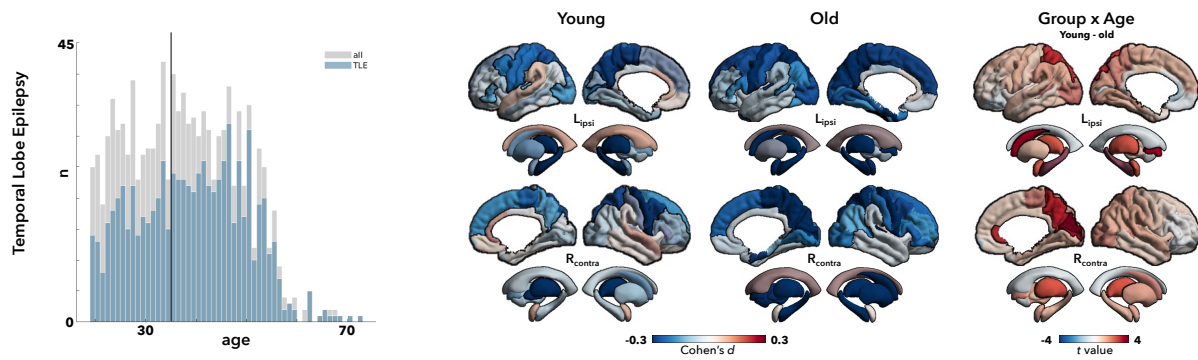 Temporal Lobe Epilepsy
45
n
0
30
age
70
all
TLE
Young
Old
Group x Age
Young - old
L ipsi
L ipsi
L ipsi
R contra
R contra
R contra
-0.3
0.3
Cohen's d
-4
4
t value